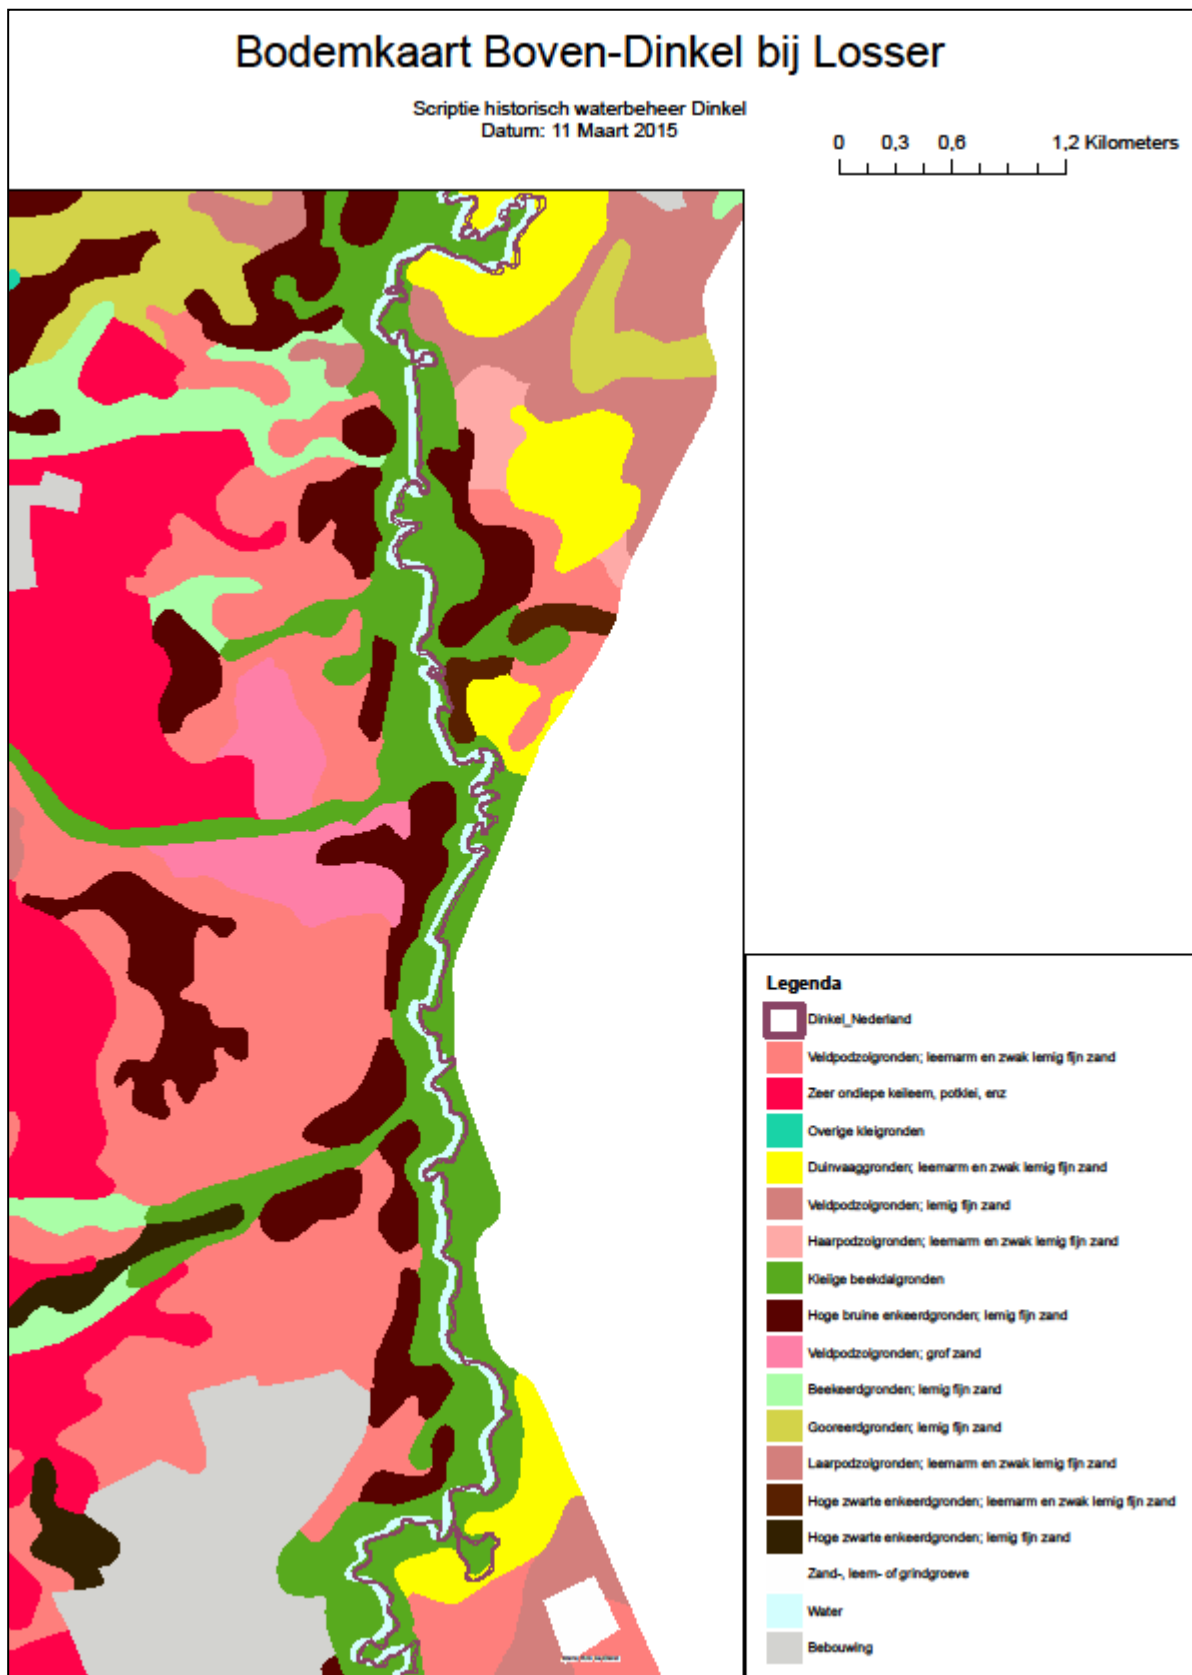 Bodemkaart Boven-Dinkel bij Losser
Scriptie historisch waterbeheer Dinkel
Datum: 11 Maart 2015
0 0,3 0,6 1,2 Kilometers
Legenda
Dinkel_Nederland
Veldpodzolgronden; leemarm en zwak lemig fijn zand
Zeer ondiepe keileem, potklei, enz
Overige kleigronden
Duinvaaggronden; leemarm en zwak lemig fijn zand
Veldpodzolgronden; lemig fijn zand
Haarpodzolgronden; leemarm en zwak lemig fijn zand
Kleiige beekdalgronden
Hoge bruine enkeerdgronden; lemig fijn zand
Veldpodzolgronden; grof zand
Beekeerdgronden; lemig fijn zand
Gooreerdgronden; lemig fijn zand
Laarpodzolgronden; leemarm en zwak lemig fijn zand
Hoge zwarte enkeerdgronden; leemarm en zwak lemig fijn zand
Hoge zwarte enkeerdgronden; lemig fijn zand
Zand-, leem- of grindgroeve
Water
Bebouwing